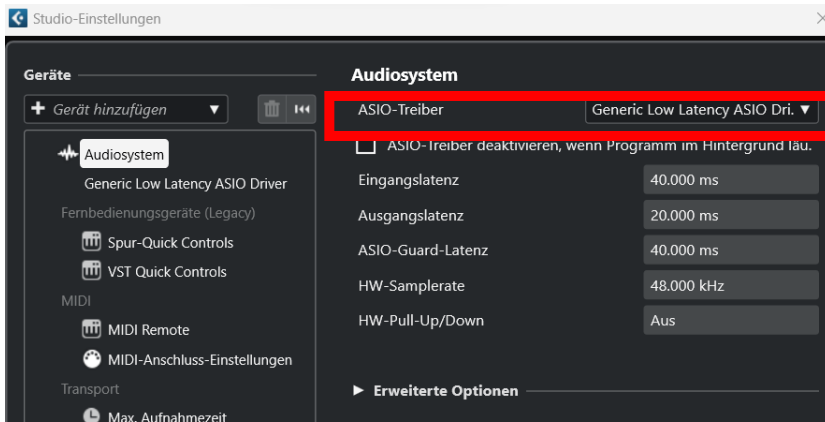 Studio-Einstellungen
Geräte
Gerät hinzufügen
Audiosystem
Generic Low Latency ASIO Driver
Fernbedienungsgeräte (Legacy)
Spur-Quick Controls
VST Quick Controls
MIDI
MIDI Remote
MIDI-Anschluss-Einstellungen
Transport
Max. Aufnahmezeit
Audiosystem
ASIO-Treiber Generic Low Latency ASIO Dri.
ASIO-Treiber deaktivieren, wenn Programm im Hintergrund läu.
Eingangslatenz 40.000 ms
Ausgangslatenz 20.000 ms
ASIO-Guard-Latenz 40.000 ms
HW-Samplerate 48.000 kHz
HW-Pull-Up/Down Aus
Erweiterte Optionen